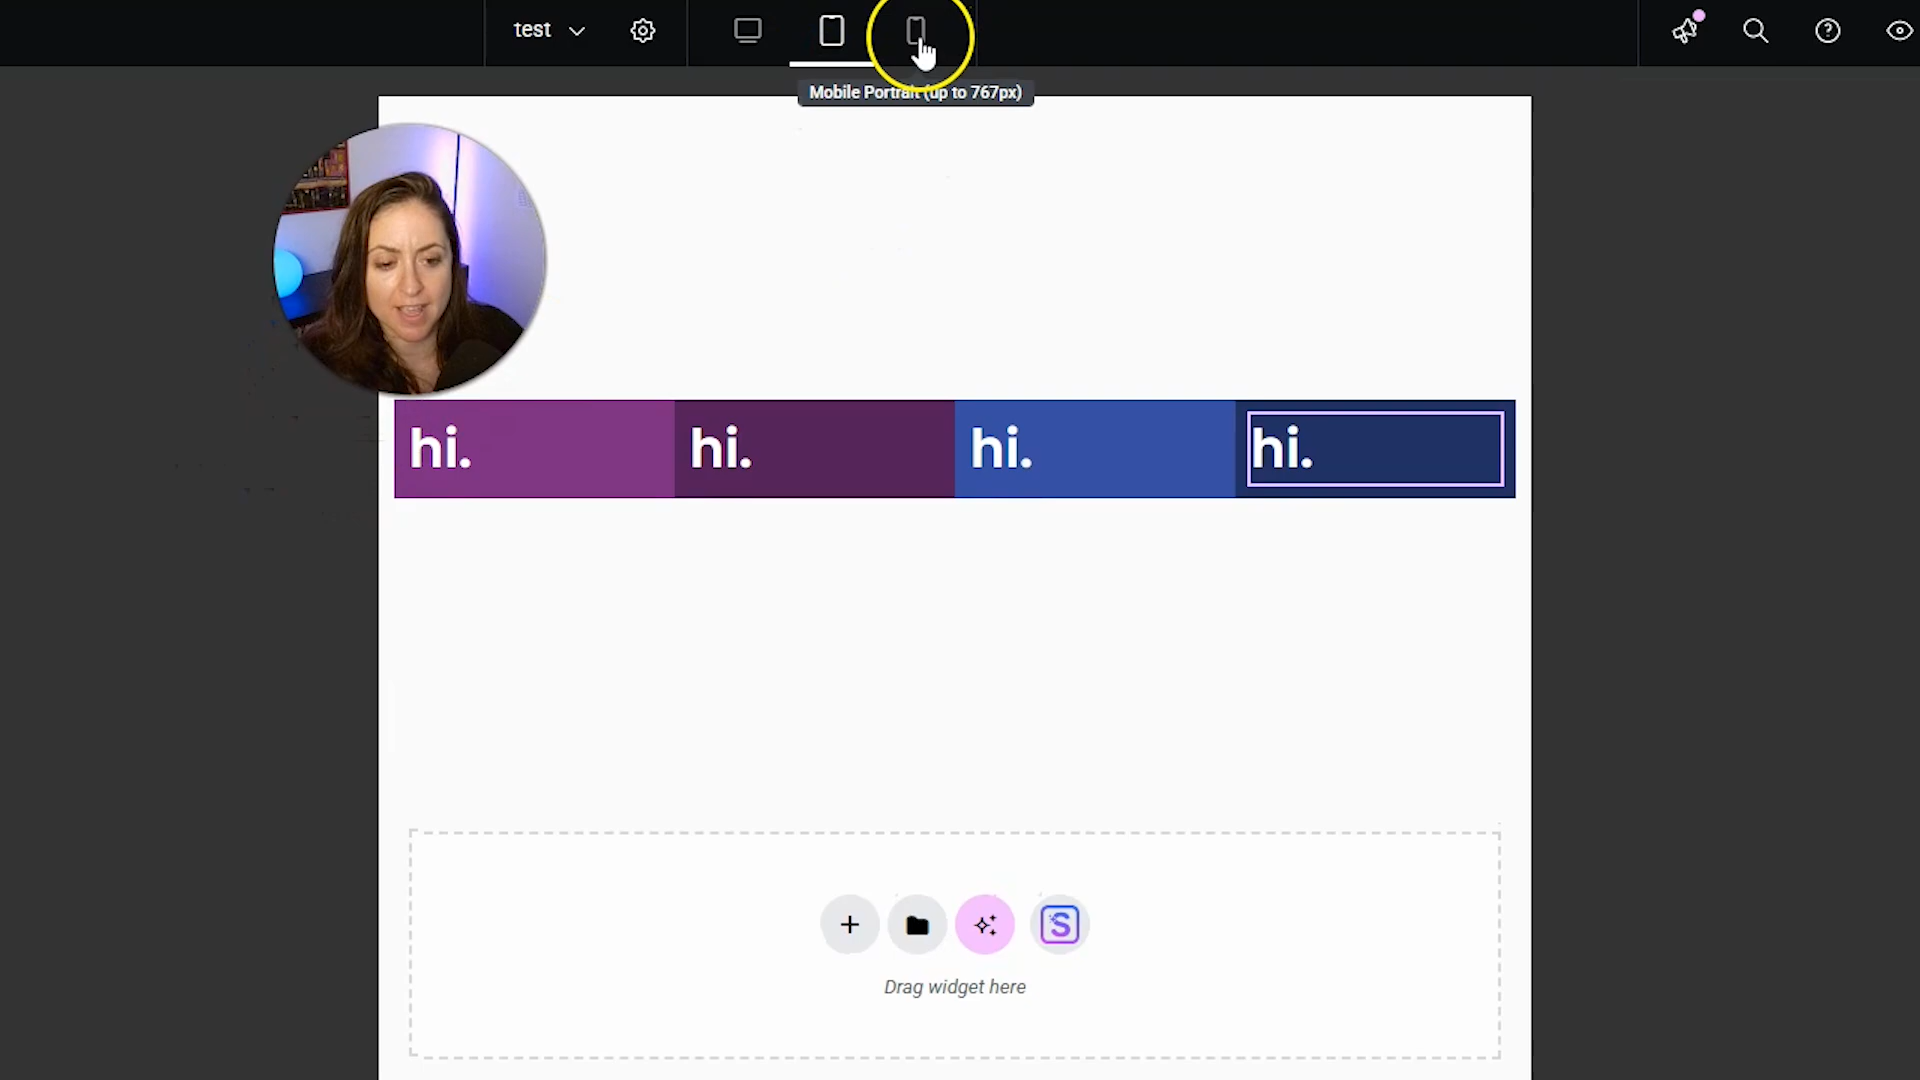 test
Mobile Portrait (up to 767px)
hi. hi. hi. hi.
S
Drag widget here